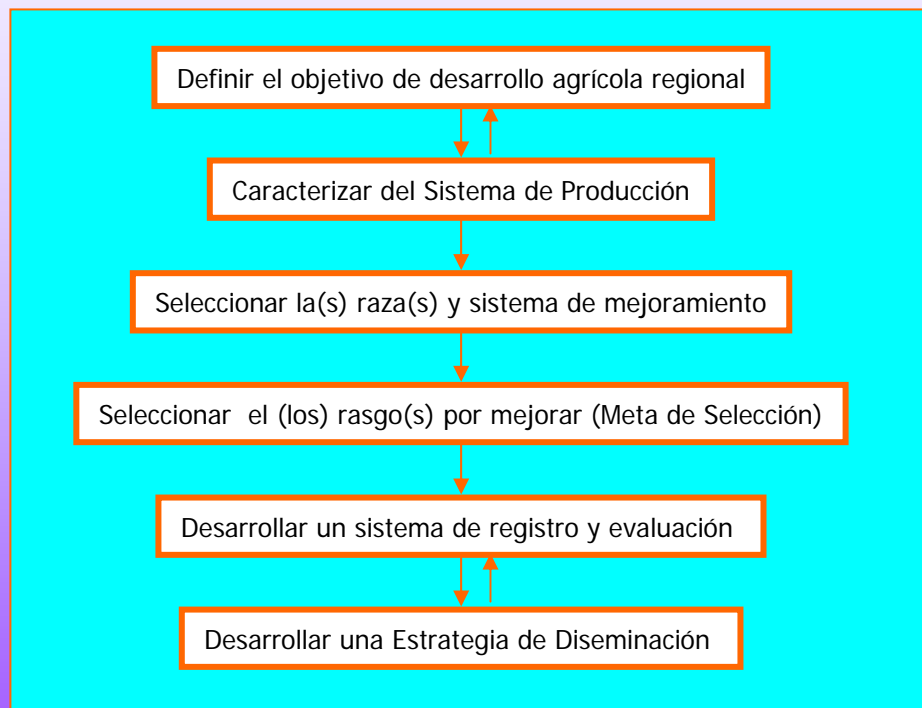 Definir el objetivo de desarrollo agrícola regional
Caracterizar del Sistema de Producción
Seleccionar la(s) raza(s) y sistema de mejoramiento
Seleccionar el (los) rasgo(s) por mejorar (Meta de Selección)
Desarrollar un sistema de registro y evaluación
Desarrollar una Estrategia de Diseminación